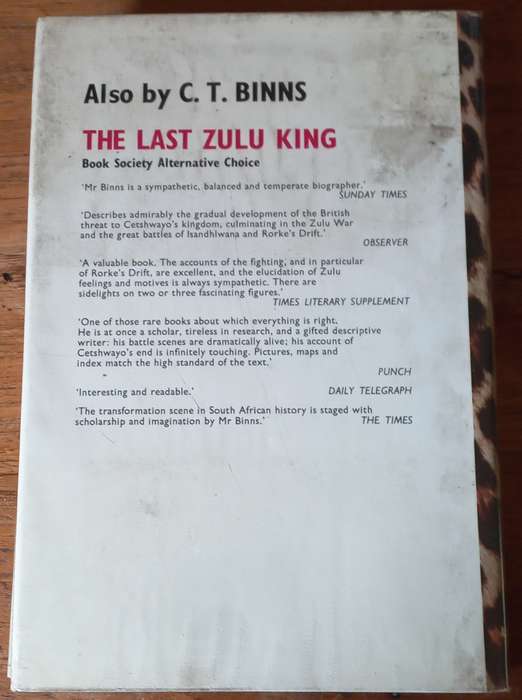 Also by C. T. BINNS
THE LAST ZULU KING
Book Society Alternative Choice
'Mr Binns is a sympathetic, balanced and temperate biographer.'
SUNDAY TIMES
'Describes admirably the gradual development of the British
threat to Cetshwayo's kingdom, culminating in the Zulu War
and the great battles of Isandhlwana and Rorke's Drift.'
OBSERVER
'A valuable book. The accounts of the fighting, and in particular
of Rorke's Drift, are excellent, and the elucidation of Zulu
feelings and motives is always sympathetic. There are
sidelights on two or three fascinating figures.'
TIMES LITERARY SUPPLEMENT
'One of those rare books about which everything is right.
He is at once a scholar, tireless in research, and a gifted descriptive
writer: his battle scenes are dramatically alive; his account of
Cetshwayo's end is infinitely touching. Pictures, maps and
index match the high standard of the text.'
PUNCH
'Interesting and readable.' DAILY TELEGRAPH
'The transformation scene in South African history is staged with
scholarship and imagination by Mr Binns.' THE TIMES